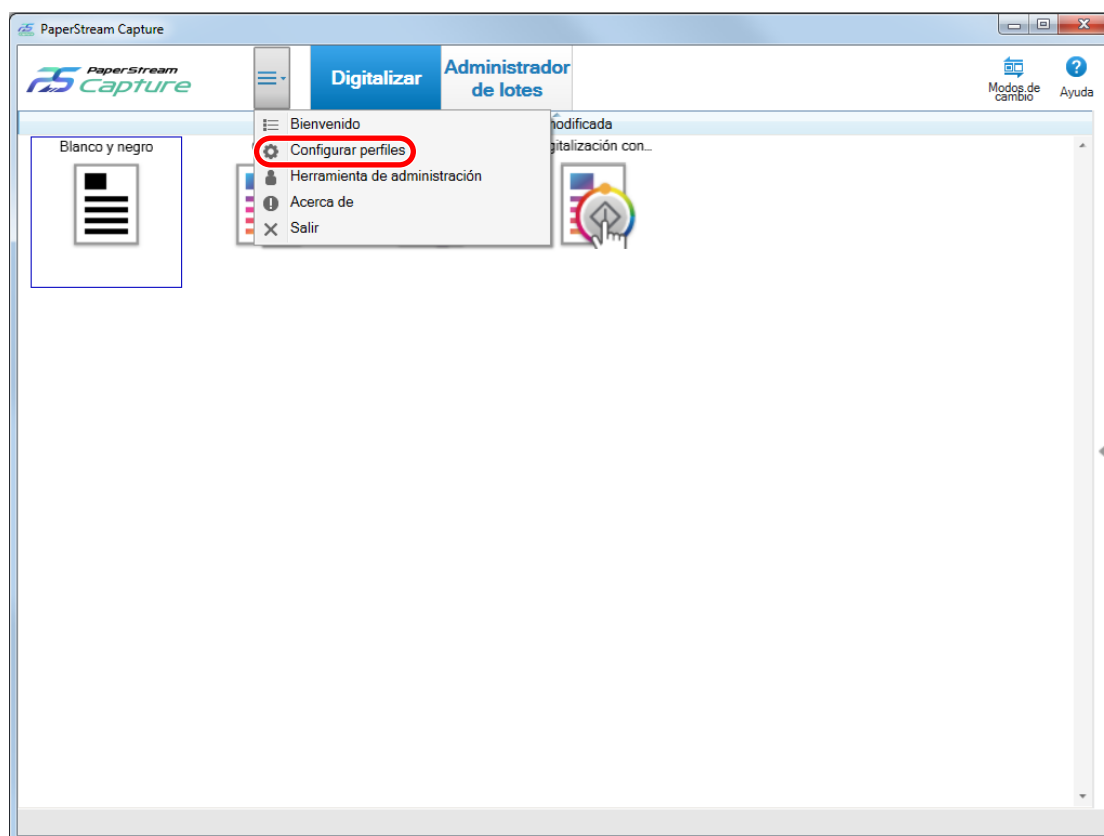 PaperStream Capture
PaperStream
Capture
Digitalizar
Administrador
de lotes
Modos de
cambio
Ayuda
Bienvenido
Configurar perfiles
Herramienta de administración
Acerca de
Salir
modificada
Blanco y negro
con...